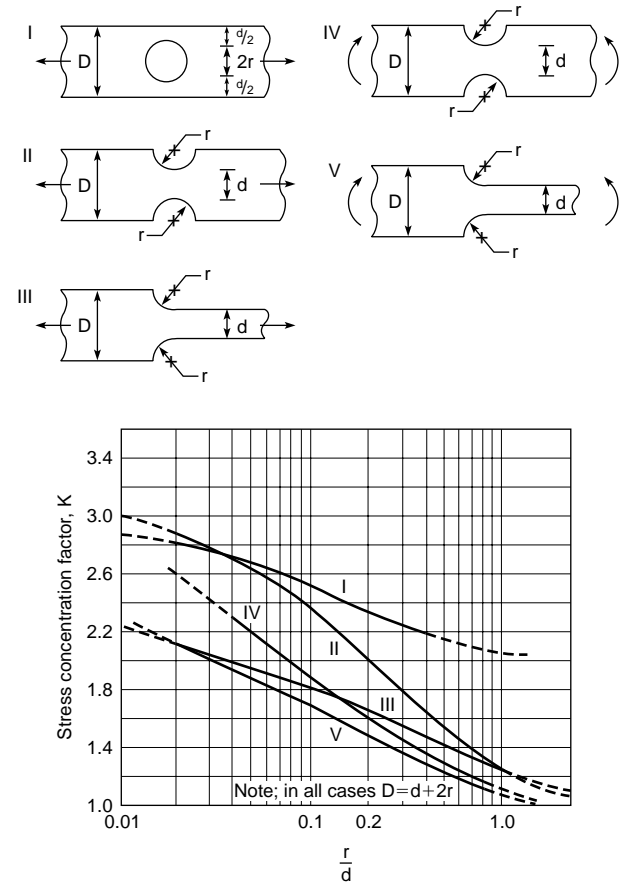 I
D
d/2
2r
d/2
II
r
D
d
r
III
r
D
d
r
IV
r
D
d
r
V
r
D
d
r
Stress concentration factor, K
3.4
3.0
2.6
2.2
1.8
1.4
1.0
I
II
III
IV
V
Note; in all cases D=d+2r
0.01
0.1
0.2
1.0
r
d